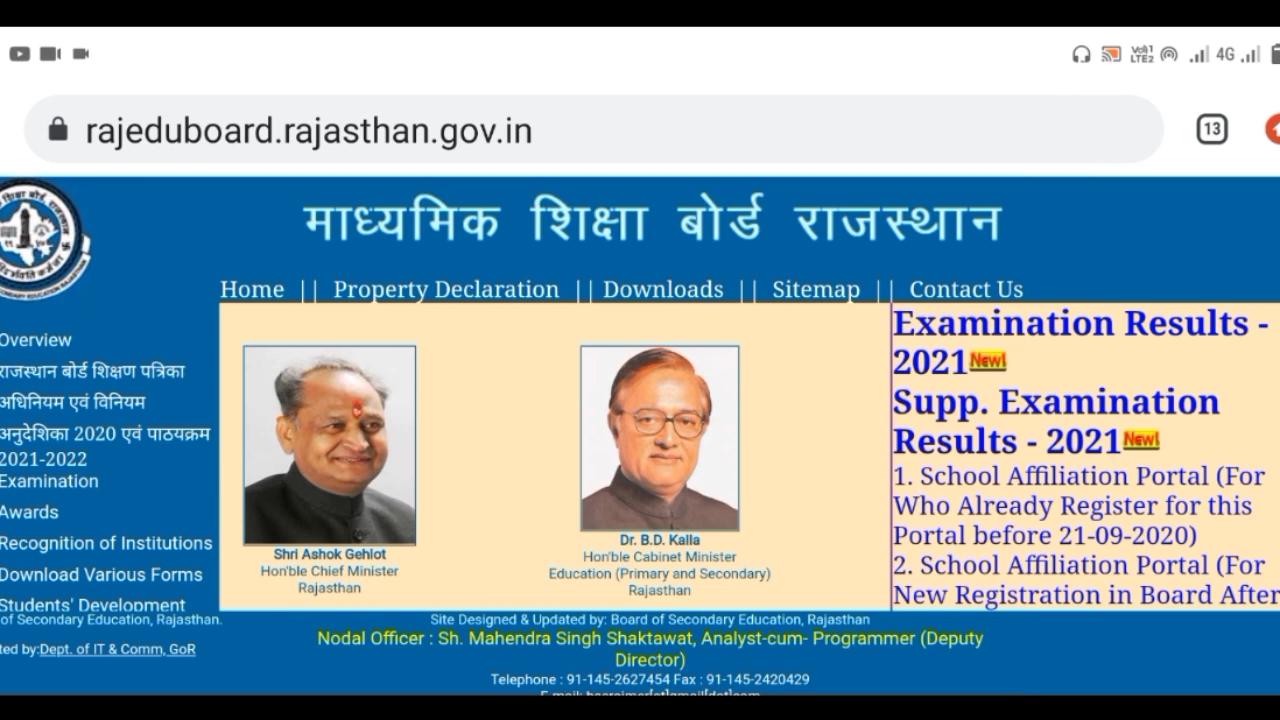 Vo))1
LTE2
4G
rajeduboard.rajasthan.gov.in
13
माध्यमिक शिक्षा बोर्ड राजस्थान
Home || Property Declaration || Downloads || Sitemap || Contact Us
Overview
राजस्थान बोर्ड शिक्षण पत्रिका
अधिनियम एवं विनियम
अनुदेशिका 2020 एवं पाठयक्रम
2021-2022
Examination
Awards
Recognition of Institutions
Download Various Forms
Students' Development
Shri Ashok Gehlot
Hon'ble Chief Minister
Rajasthan
Dr. B.D. Kalla
Hon'ble Cabinet Minister
Education (Primary and Secondary)
Rajasthan
Examination Results -
2021 New!
Supp. Examination
Results - 2021 New!
1. School Affiliation Portal (For
Who Already Register for this
Portal before 21-09-2020)
2. School Affiliation Portal (For
New Registration in Board After
of Secondary Education, Rajasthan.
ted by:Dept. of IT & Comm, GoR
Site Designed & Updated by: Board of Secondary Education, Rajasthan
Nodal Officer : Sh. Mahendra Singh Shaktawat, Analyst-cum- Programmer (Deputy
Director)
Telephone : 91-145-2627454 Fax : 91-145-2420429